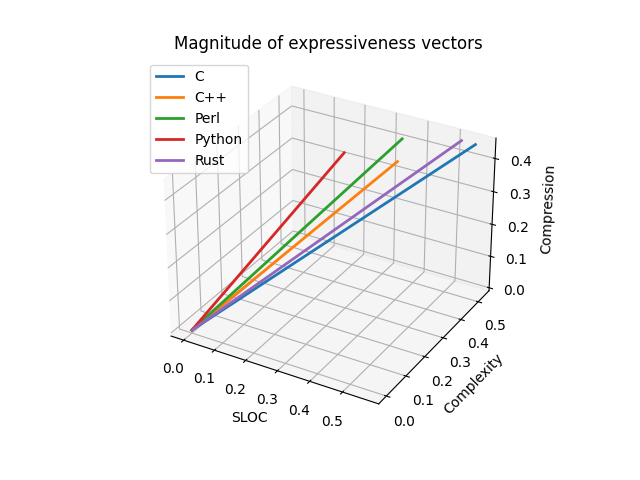 Magnitude of expressiveness vectors
C
C++
Perl
Python
Rust
0.0
0.1
0.2
0.3
0.4
0.5
SLOC
0.0
0.1
0.2
0.3
0.4
0.5
Complexity
0.0
0.1
0.2
0.3
0.4
Compression